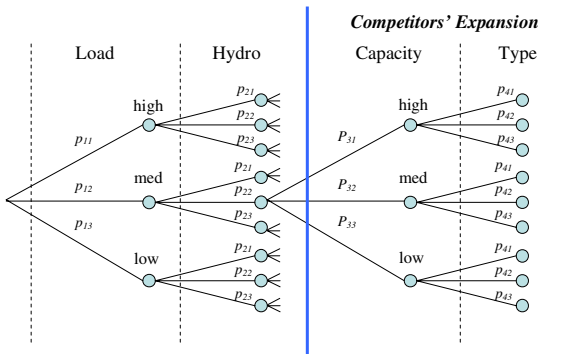 Competitors' Expansion
Load Hydro Capacity Type
high p21 p22 p23 high p41 p42 p43
p11 P31
med p21 p22 p23 med p41 p42 p43
p12 P32
p13 P33
low p21 p22 p23 low p41 p42 p43